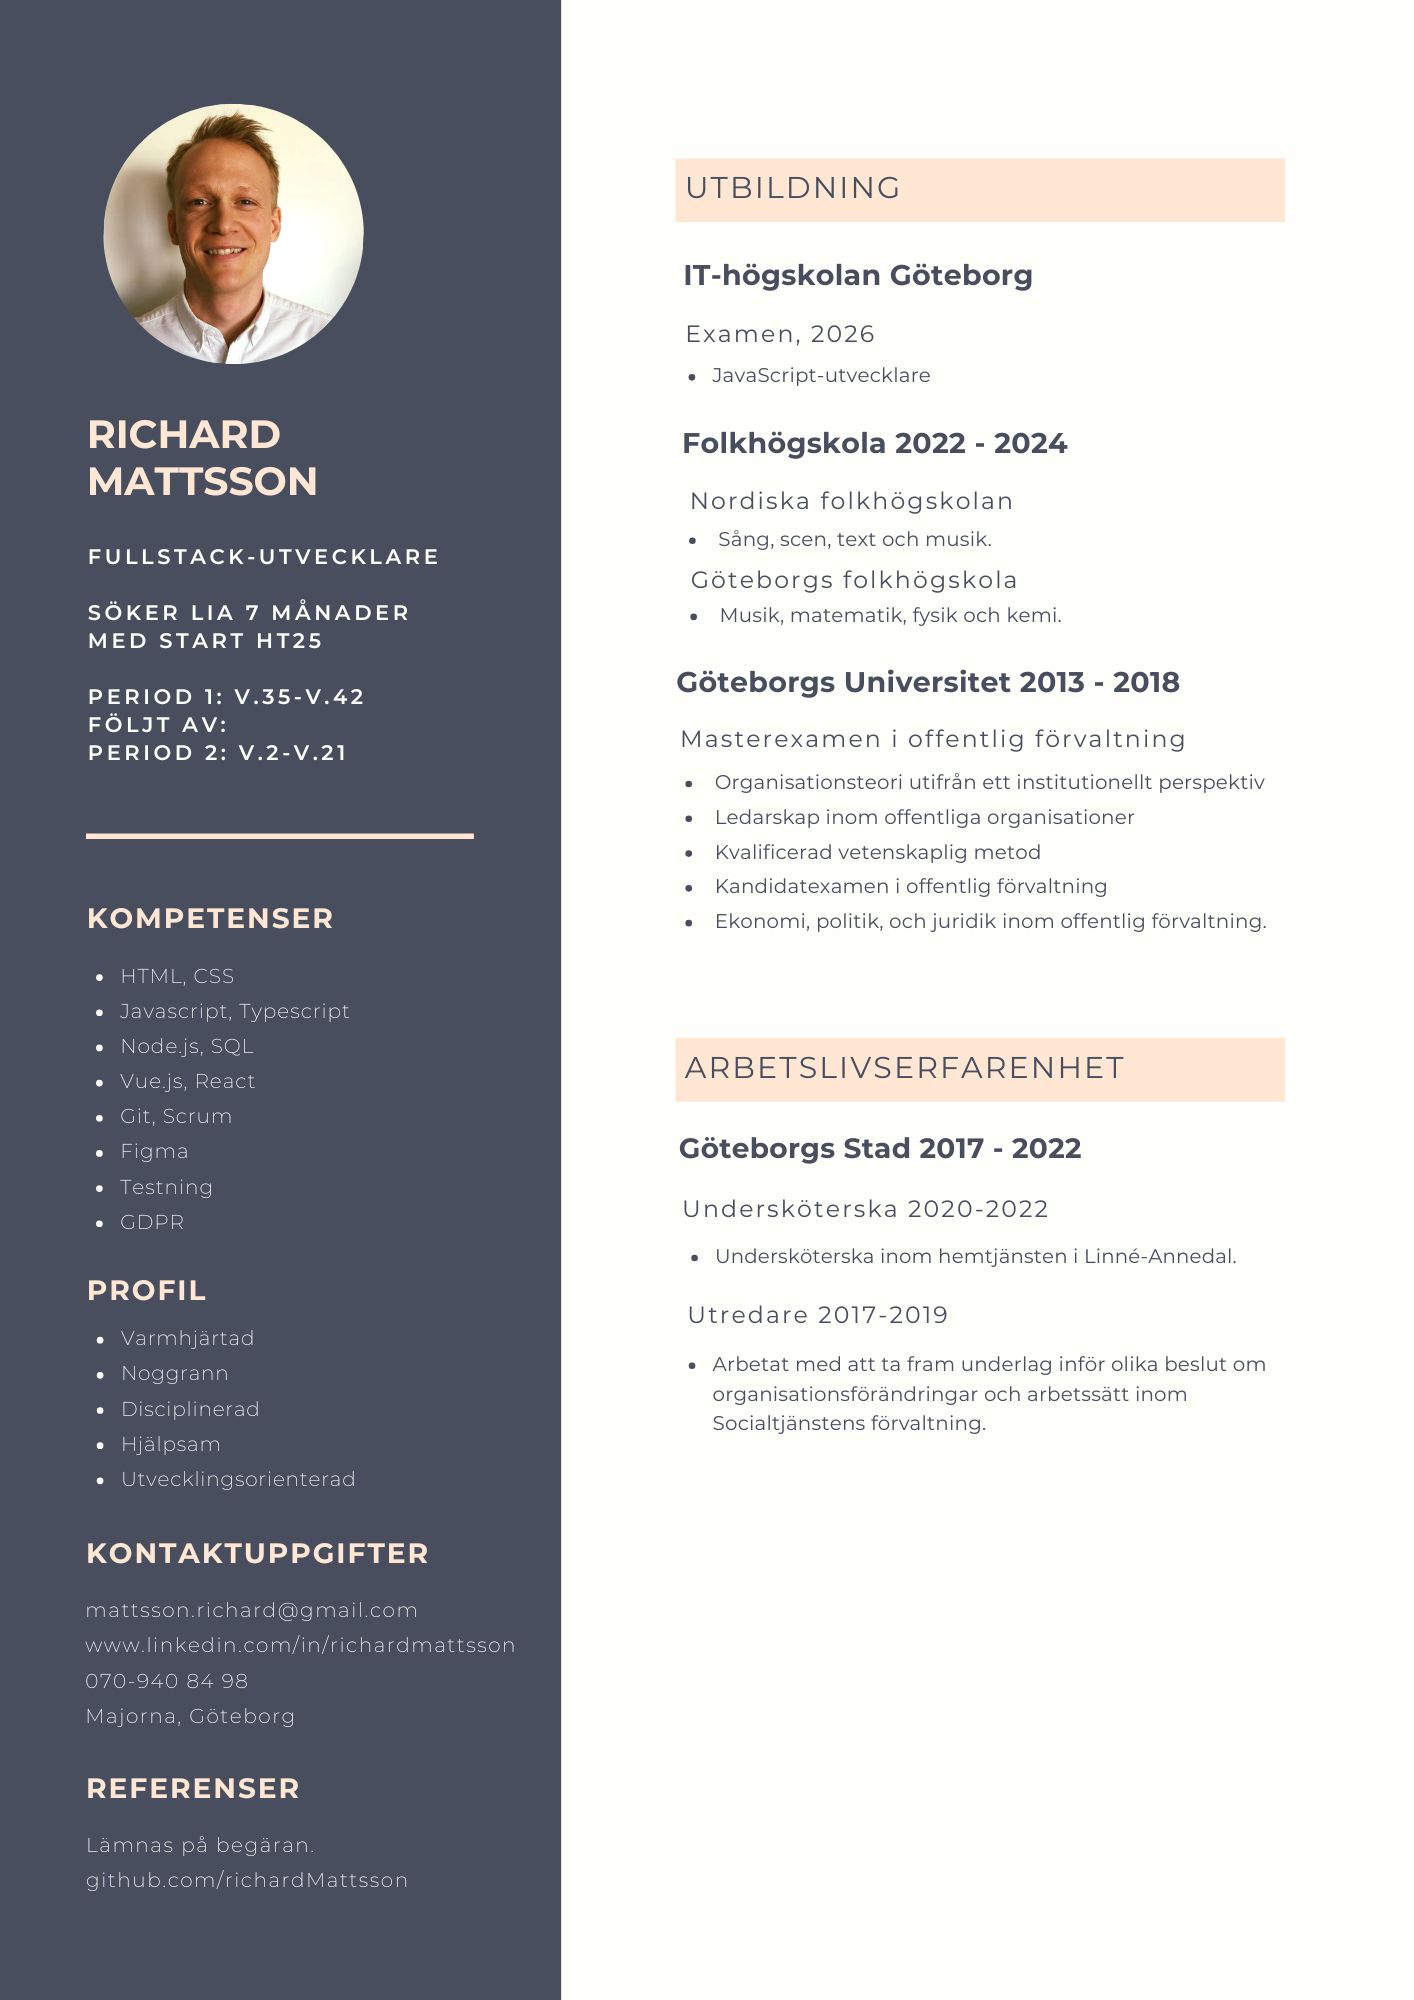 RICHARD
MATTSSON
FULLSTACK-UTVECKLARE
SÖKER LIA 7 MÅNADER
MED START HT25
PERIOD 1: V.35-V.42
FÖLJT AV:
PERIOD 2: V.2-V.21
KOMPETENSER
• HTML, CSS
• Javascript, Typescript
• Node.js, SQL
• Vue.js, React
• Git, Scrum
• Figma
• Testning
• GDPR
PROFIL
• Varmhjärtad
• Noggrann
• Disciplinerad
• Hjälpsam
• Utvecklingsorienterad
KONTAKTUPPGIFTER
mattsson.richard@gmail.com
www.linkedin.com/in/richardmattsson
070-940 84 98
Majorna, Göteborg
REFERENSER
Lämnas på begäran.
github.com/richardMattsson
UTBILDNING
IT-högskolan Göteborg
Examen, 2026
• JavaScript-utvecklare
Folkhögskola 2022 - 2024
Nordiska folkhögskolan
• Sång, scen, text och musik.
Göteborgs folkhögskola
• Musik, matematik, fysik och kemi.
Göteborgs Universitet 2013 - 2018
Masterexamen i offentlig förvaltning
• Organisationsteori utifrån ett institutionellt perspektiv
• Ledarskap inom offentliga organisationer
• Kvalificerad vetenskaplig metod
• Kandidatexamen i offentlig förvaltning
• Ekonomi, politik, och juridik inom offentlig förvaltning.
ARBETSLIVSERFARENHET
Göteborgs Stad 2017 - 2022
Undersköterska 2020-2022
• Undersköterska inom hemtjänsten i Linné-Annedal.
Utredare 2017-2019
• Arbetat med att ta fram underlag inför olika beslut om
organisationsförändringar och arbetssätt inom
Socialtjänstens förvaltning.